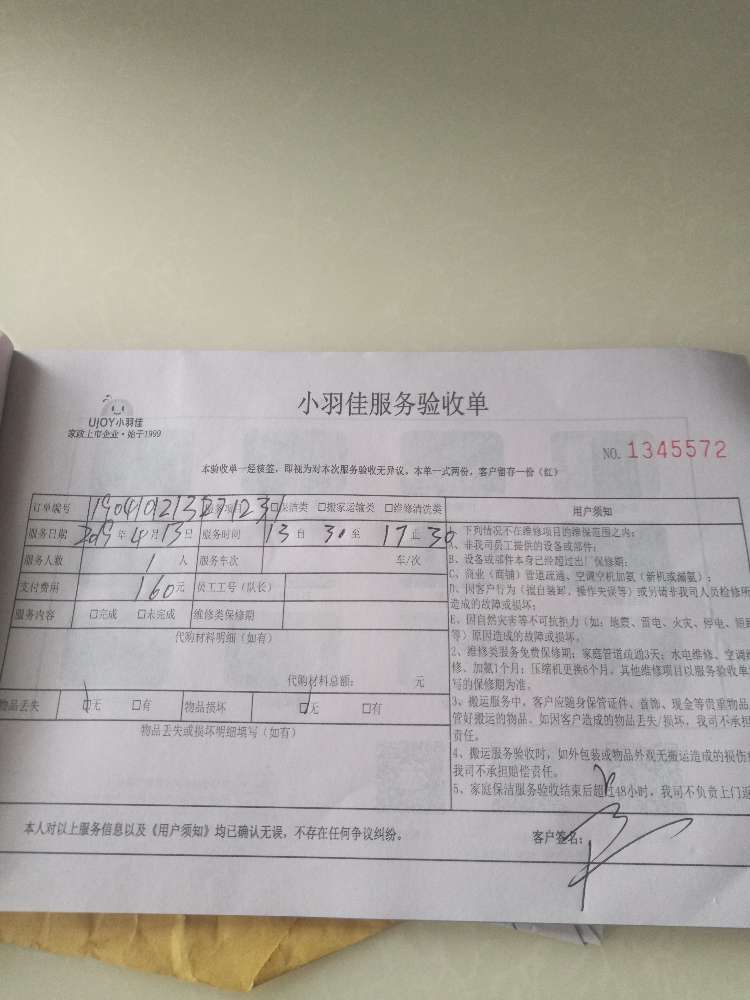 小羽佳服务验收单
UJOY小羽佳
家政上市企业·始于1999
NO. 1345572
本验收单一经核签，即视为对本次服务验收无异议，本单一式两份，客户留存一份（红）
订单编号 服务项目 □保洁类 □搬家运输类 □维修清洗类
服务日期 2019年4月13日 服务时间 13 30 至 17 30
服务人数 1 人 服务车次 车/次
支付费用 160元 员工工号（队长）
服务内容 □完成 □未完成 维修类保修期
代购材料明细（如有）
代购材料总额： 元
物品丢失 □无 □有 物品损坏 □无 □有
物品丢失或损坏明细填写（如有）
用户须知
1、下列情况不在维修项目的维保范围之内：
A、非我司员工提供的设备或部件；
B、设备或部件本身已经超过出厂保修期；
C、商业（商铺）管道疏通、空调空机加氟（新机或漏氟）；
D、因客户行为（擅自装卸、操作失误等）或另请非我司人员检修所
造成的故障或损坏；
E、因自然灾害等不可抗拒力（如：地震、雷电、火灾、停电、短路
等）原因造成的故障或损坏。
2、维修类服务免费保修期：家庭管道疏通3天；水电维修、空调维
修、加氟1个月；压缩机更换6个月，其他维修项目以服务验收单
写的保修期为准。
3、搬运服务中，客户应随身保管证件、首饰、现金等贵重物品
管好搬运的物品。如因客户造成的物品丢失/损坏，我司不承担
责任。
4、搬运服务验收时，如外包装或物品外观无搬运造成的损伤
我司不承担赔偿责任。
5、家庭保洁服务验收结束后超过48小时，我司不负责上门返
本人对以上服务信息以及《用户须知》均已确认无误，不存在任何争议纠纷。
客户签名：